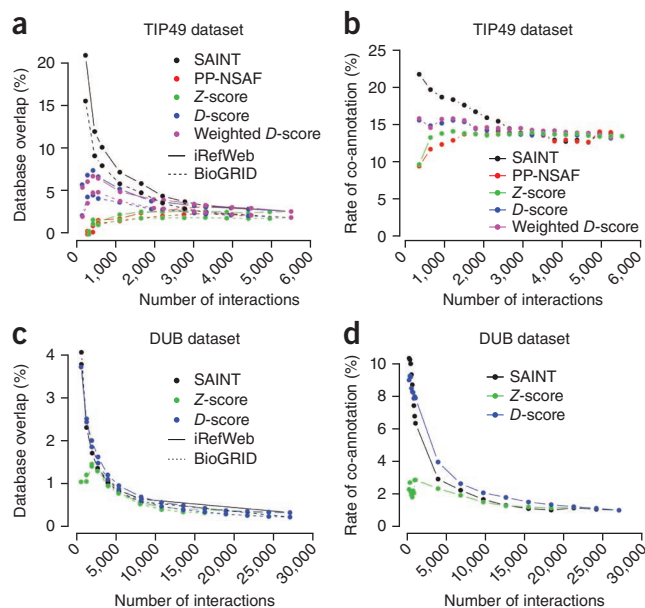 a
TIP49 dataset
Database overlap (%)
20
15
10
5
0
SAINT
PP-NSAF
Z-score
D-score
Weighted D-score
iRefWeb
BioGRID
0
1,000
2,000
3,000
4,000
5,000
6,000
Number of interactions
b
TIP49 dataset
Rate of co-annotation (%)
25
20
15
10
5
0
SAINT
PP-NSAF
Z-score
D-score
Weighted D-score
0
1,000
2,000
3,000
4,000
5,000
6,000
Number of interactions
c
DUB dataset
Database overlap (%)
4
3
2
1
0
SAINT
Z-score
D-score
iRefWeb
BioGRID
0
5,000
10,000
15,000
20,000
25,000
30,000
Number of interactions
d
DUB dataset
Rate of co-annotation (%)
10
8
6
4
2
0
SAINT
Z-score
D-score
0
5,000
10,000
15,000
20,000
25,000
30,000
Number of interactions